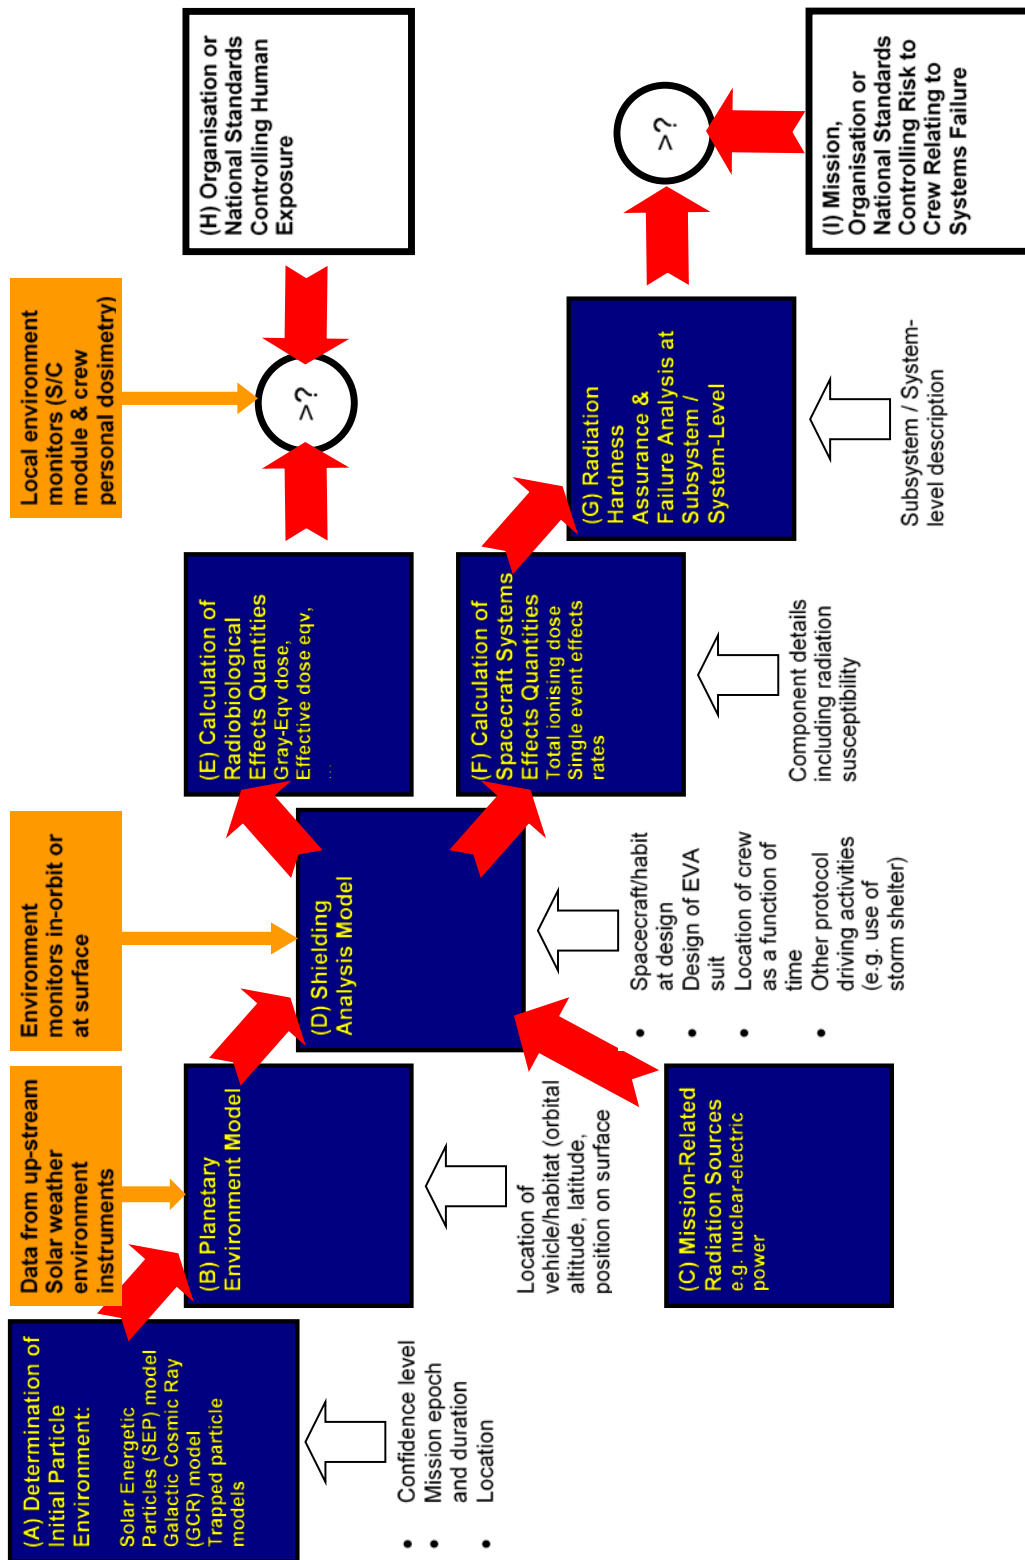 (A) Determination of
Initial Particle
Environment:
Solar Energetic
Particles (SEP) model
Galactic Cosmic Ray
(GCR) model
Trapped particle
models
• Confidence level
• Mission epoch
and duration
• Location
Data from up-stream
Solar weather
environment
instruments
(B) Planetary
Environment Model
Location of
vehicle/habitat (orbital
altitude, latitude,
position on surface
(C) Mission-Related
Radiation Sources
e.g. nuclear-electric
power
Environment
monitors in-orbit or
at surface
(D) Shielding
Analysis Model
• Spacecraft/habit
at design
• Design of EVA
suit
• Location of crew
as a function of
time
• Other protocol
driving activities
(e.g. use of
storm shelter)
(E) Calculation of
Radiobiological
Effects Quantities
Gray-Eqv dose,
Effective dose eqv,
...
(F) Calculation of
Spacecraft Systems
Effects Quantities
Total ionising dose
Single event effects
rates
Component details
including radiation
susceptibility
Local environment
monitors (S/C
module & crew
personal dosimetry)
>?
(G) Radiation
Hardness
Assurance &
Failure Analysis at
Subsystem /
System-Level
Subsystem / System-
level description
(H) Organisation or
National Standards
Controlling Human
Exposure
>?
(I) Mission,
Organisation or
National Standards
Controlling Risk to
Crew Relating to
Systems Failure